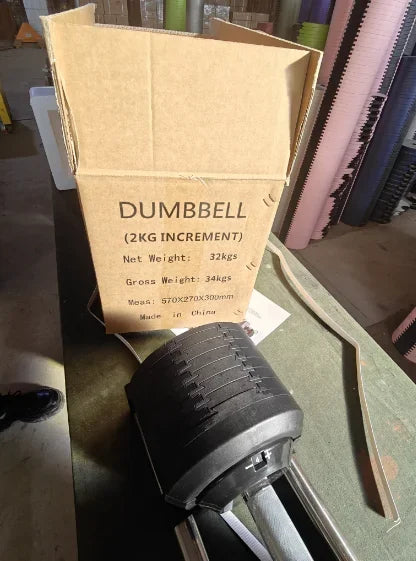 DUMBBELL
(2KG INCREMENT)
Net Weight: 32kgs
Gross Weight: 34kgs
Meas: 570X270X300mm
Made in China